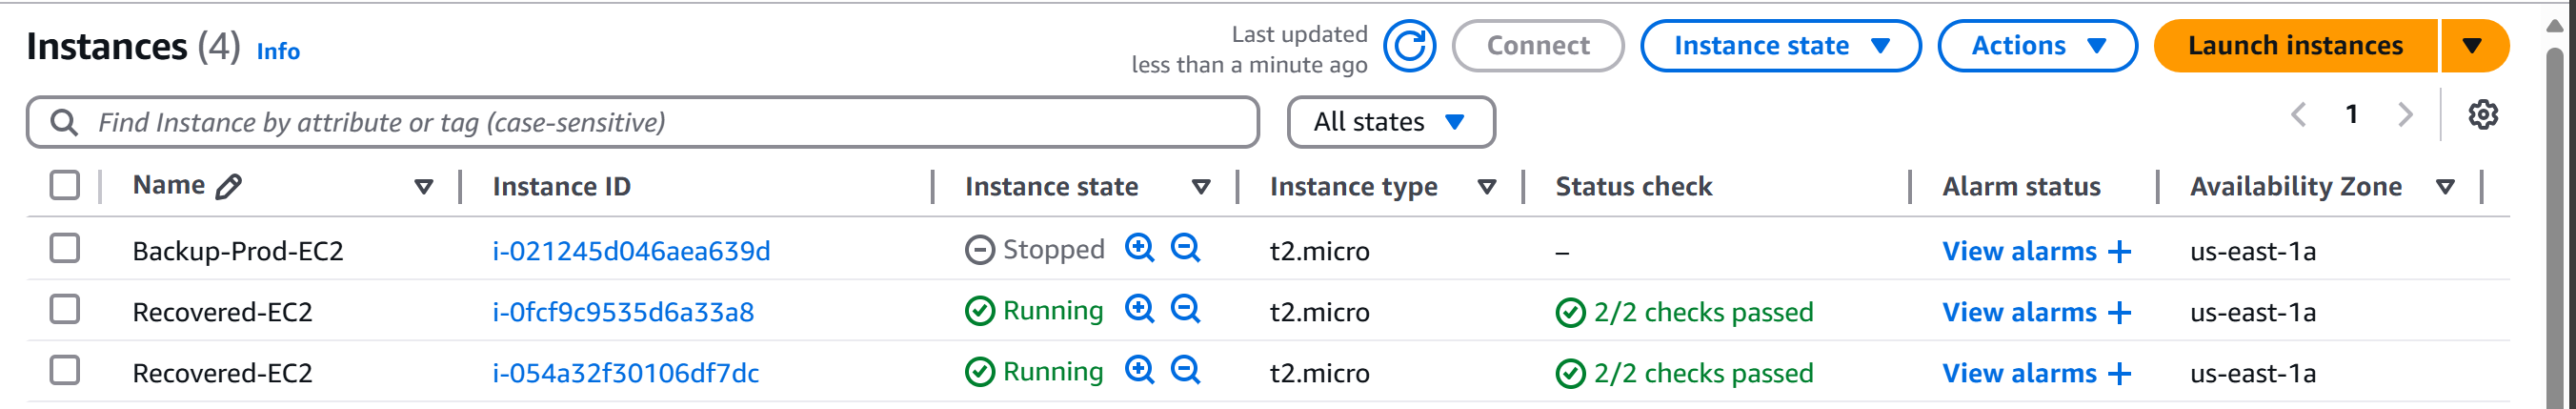 Instances (4) Info
Last updated
less than a minute ago
Connect
Instance state
Actions
Launch instances
Find Instance by attribute or tag (case-sensitive)
All states
1
Name Instance ID Instance state Instance type Status check Alarm status Availability Zone
Backup-Prod-EC2 i-021245d046aea639d Stopped t2.micro – View alarms + us-east-1a
Recovered-EC2 i-0fcf9c9535d6a33a8 Running t2.micro 2/2 checks passed View alarms + us-east-1a
Recovered-EC2 i-054a32f30106df7dc Running t2.micro 2/2 checks passed View alarms + us-east-1a